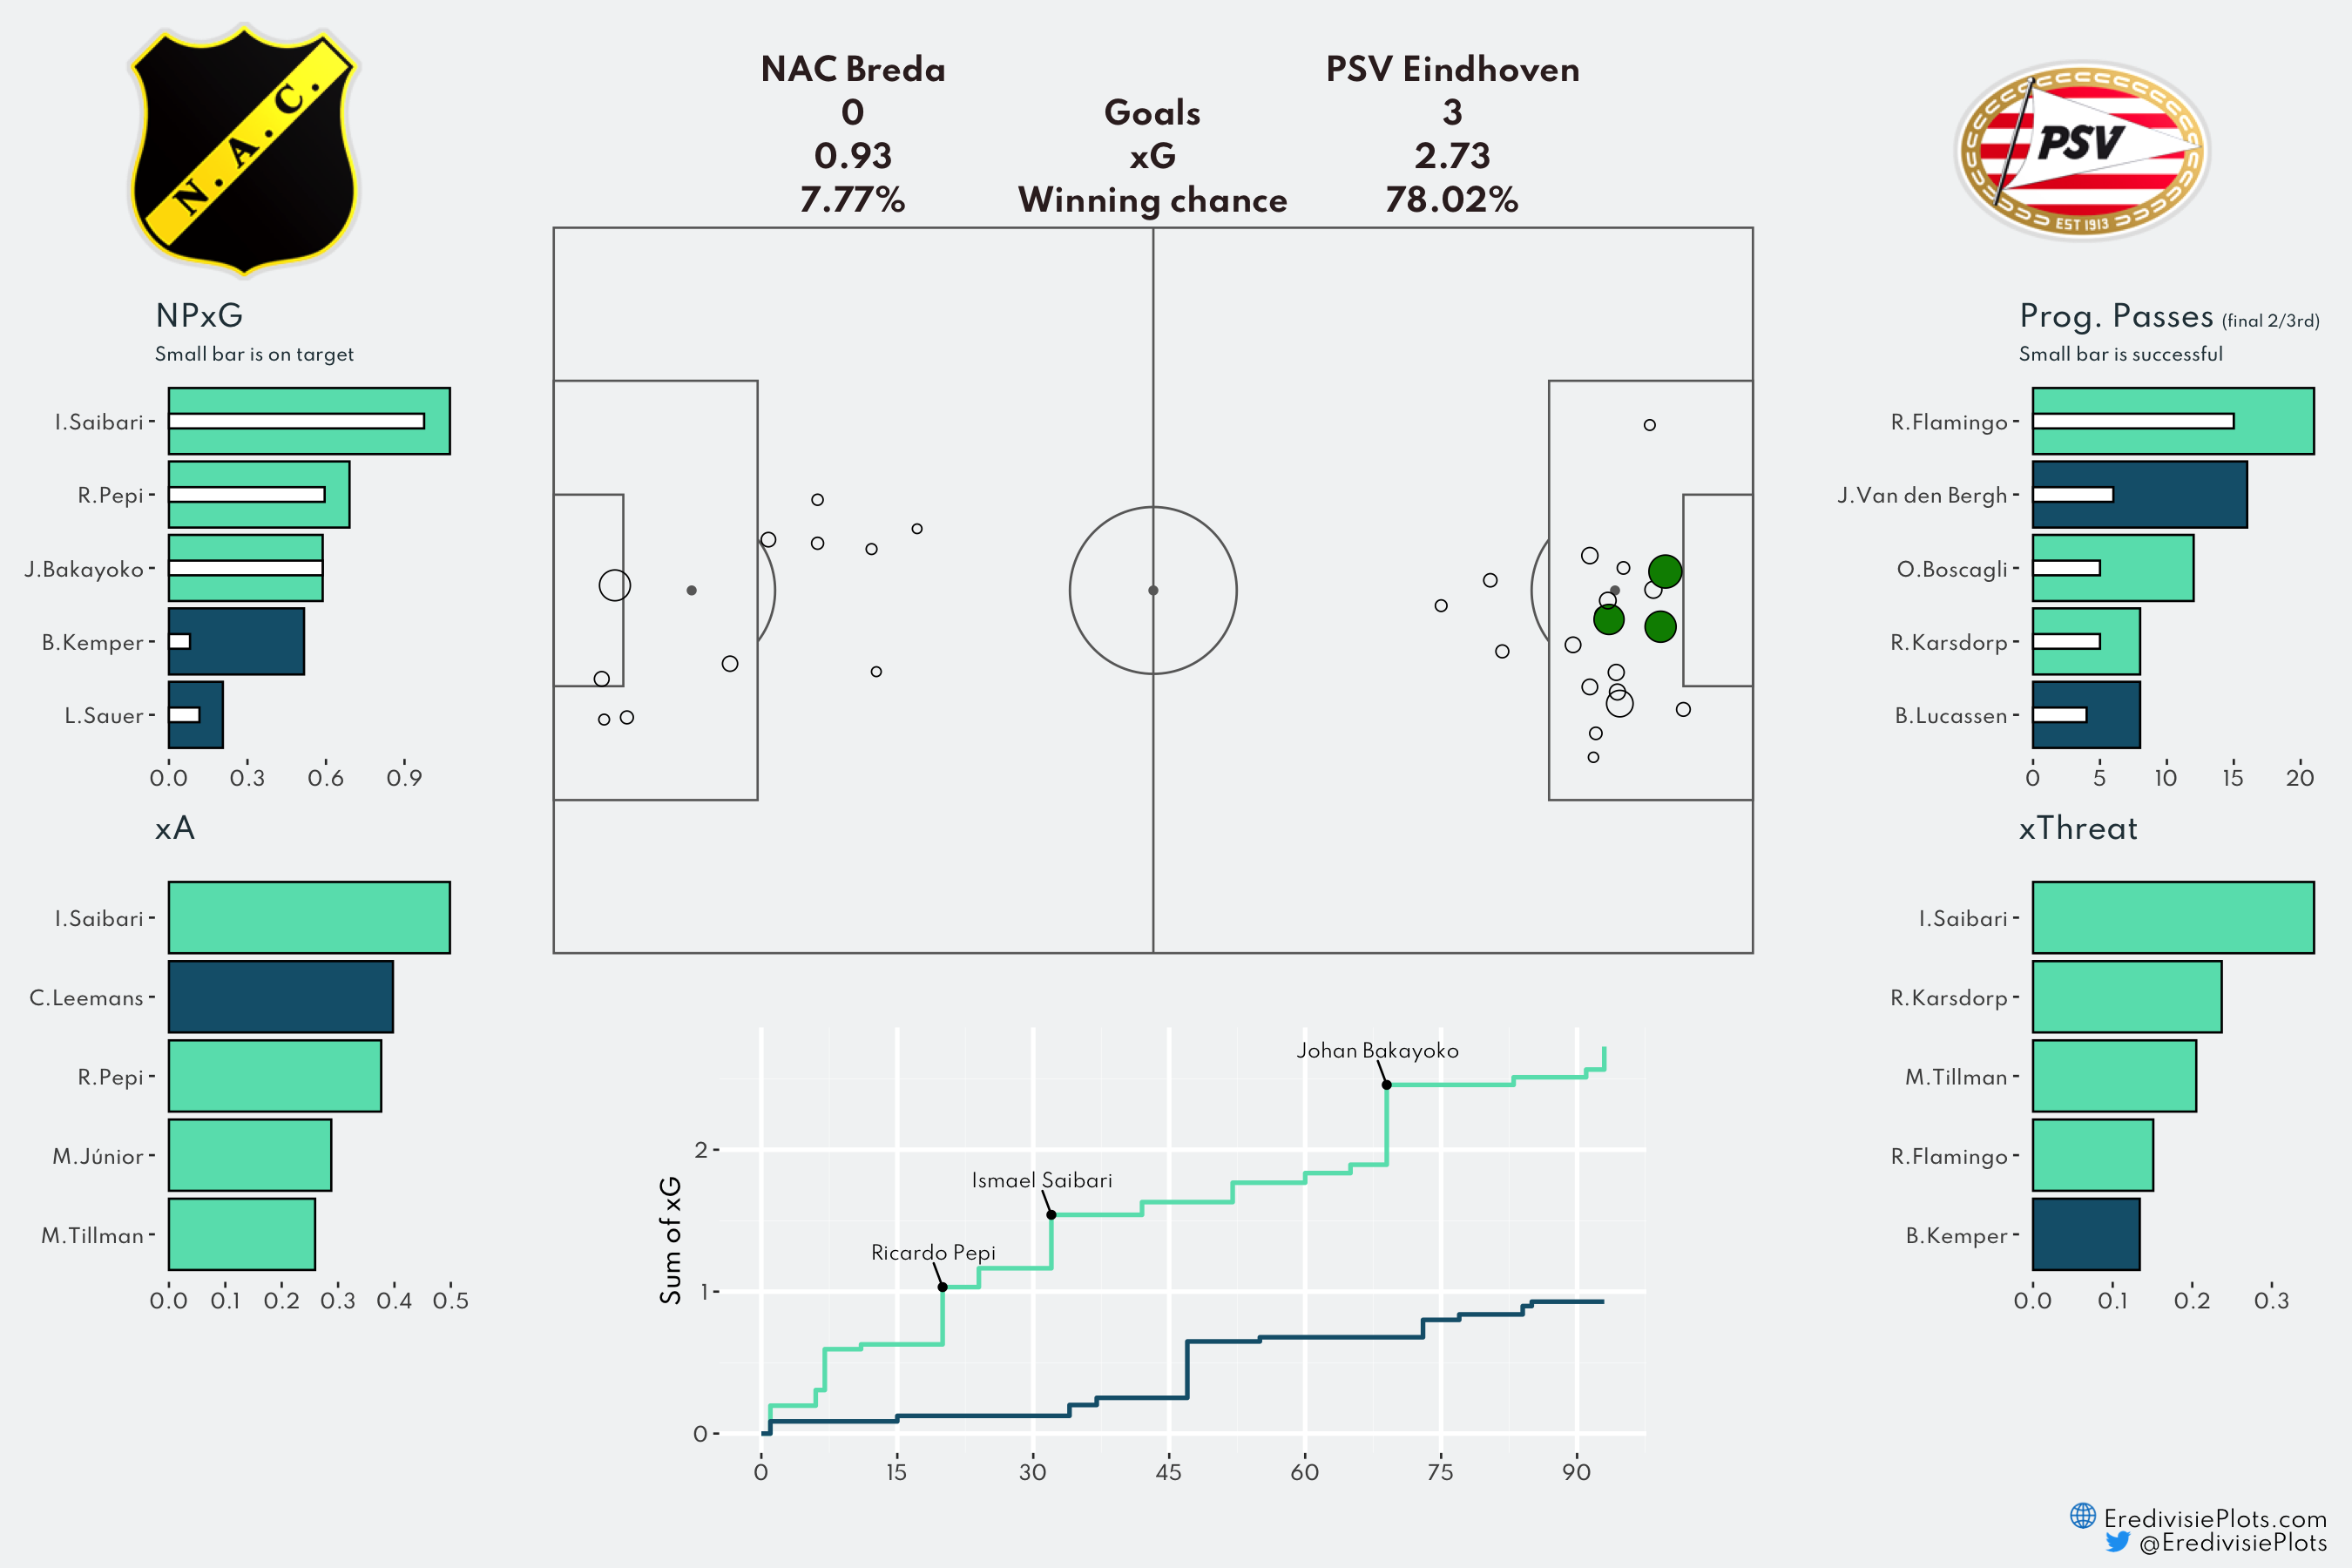 N.A.C.
NAC Breda PSV Eindhoven
0 Goals 3
0.93 xG 2.73
7.77% Winning chance 78.02%
PSV
EST 1913
NPxG
Small bar is on target
I.Saibari
R.Pepi
J.Bakayoko
B.Kemper
L.Sauer
0.0 0.3 0.6 0.9
xA
I.Saibari
C.Leemans
R.Pepi
M.Júnior
M.Tillman
0.0 0.1 0.2 0.3 0.4 0.5
Johan Bakayoko
Ismael Saibari
Ricardo Pepi
Sum of xG
2
1
0
0 15 30 45 60 75 90
Prog. Passes (final 2/3rd)
Small bar is successful
R.Flamingo
J.Van den Bergh
O.Boscagli
R.Karsdorp
B.Lucassen
0 5 10 15 20
xThreat
I.Saibari
R.Karsdorp
M.Tillman
R.Flamingo
B.Kemper
0.0 0.1 0.2 0.3
EredivisiePlots.com
@EredivisiePlots